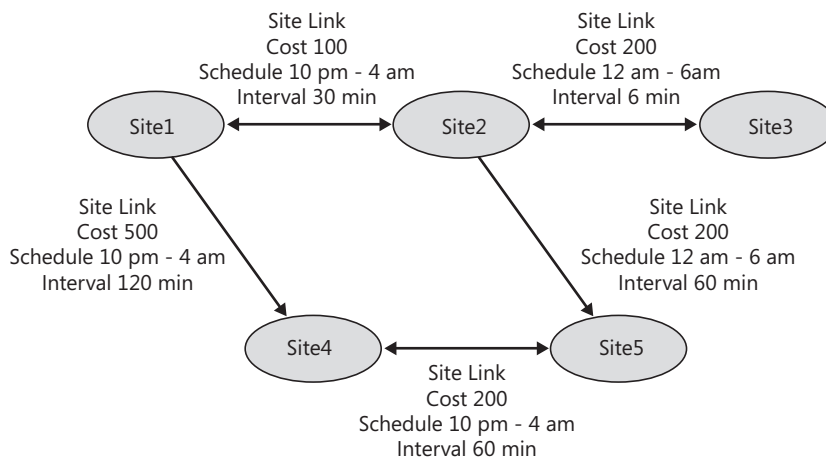 Site Link
Cost 100
Schedule 10 pm - 4 am
Interval 30 min
Site Link
Cost 200
Schedule 12 am - 6am
Interval 6 min
Site1
Site2
Site3
Site Link
Cost 500
Schedule 10 pm - 4 am
Interval 120 min
Site Link
Cost 200
Schedule 12 am - 6 am
Interval 60 min
Site4
Site5
Site Link
Cost 200
Schedule 10 pm - 4 am
Interval 60 min